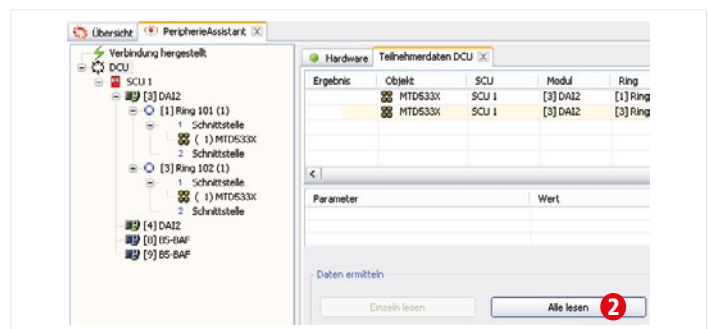 Übersicht PeripherieAssistent
Verbindung hergestellt
DCU
SCU 1
[3] DAI2
[1] Ring 101 (1)
1 Schnittstelle
( 1) MTD533X
2 Schnittstelle
[3] Ring 102 (1)
1 Schnittstelle
( 1) MTD533X
2 Schnittstelle
[4] DAI2
[8] B5-BAF
[9] B5-BAF
Hardware Teilnehmerdaten DCU
Ergebnis Objekt SCU Modul Ring
MTD533X SCU 1 [3] DAI2 [1] Ring
MTD533X SCU 1 [3] DAI2 [3] Ring
Parameter Wert
Daten ermitteln
Einzeln lesen Alle lesen 2